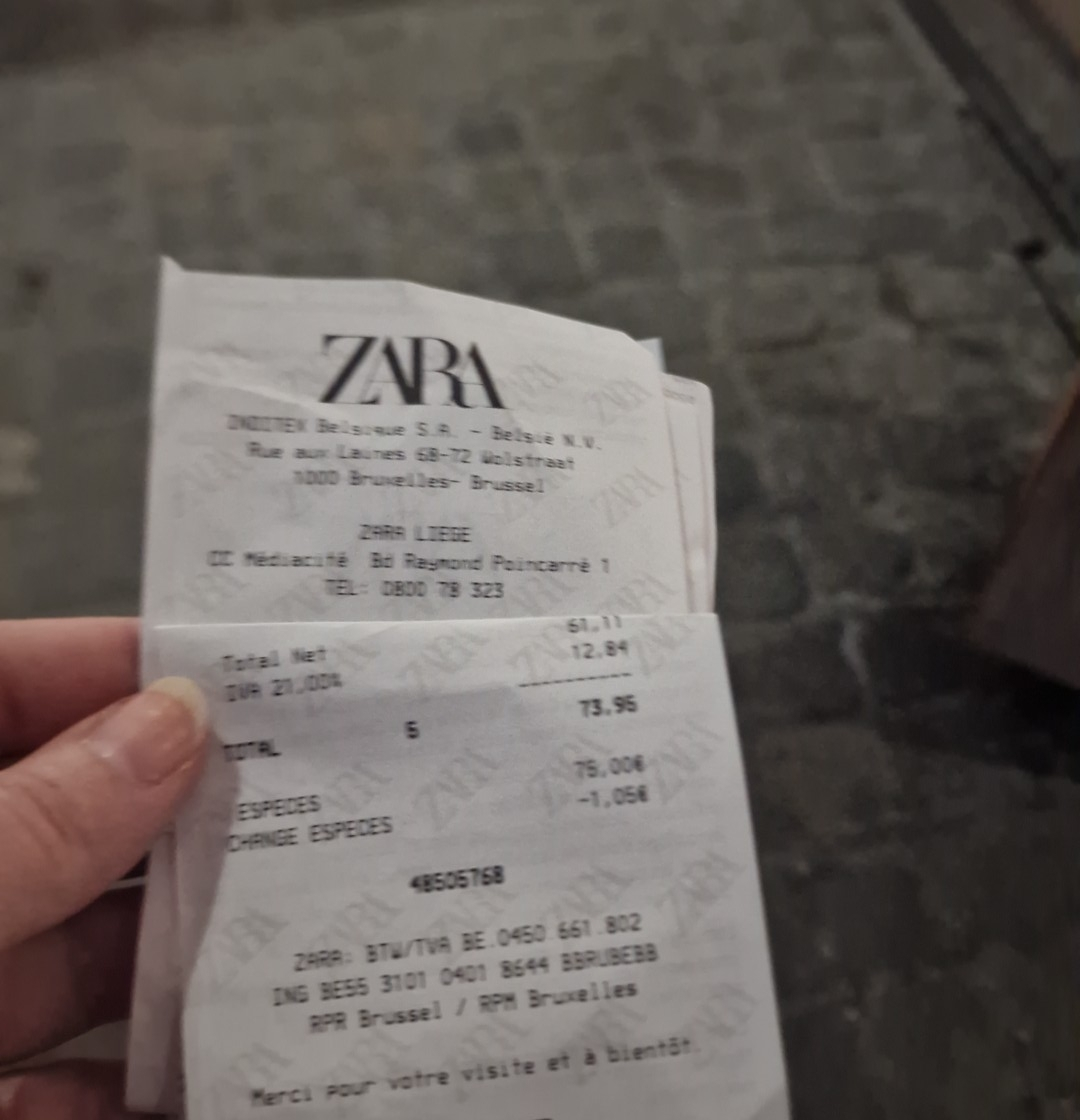 ZARA
INDITEX Belgique S.A. - België N.V.
Rue aux Laines 68-72 Wolstraat
1000 Bruxelles- Brussel
ZARA LIEGE
CC Médiacité Bd Raymond Poincarré 1
TEL: 0800 78 323
Total Net 61,11
IVA 21,00% 12,84
----------
TOTAL 5 73,95
ESPECES 75,00€
CHANGE ESPECES -1,05€
48505768
ZARA: BTW/TVA BE.0450 661.802
ING BE55 3101 0401 8644 BBRUBEBB
RPR Brussel / RPM Bruxelles
Merci pour votre visite et à bientôt.